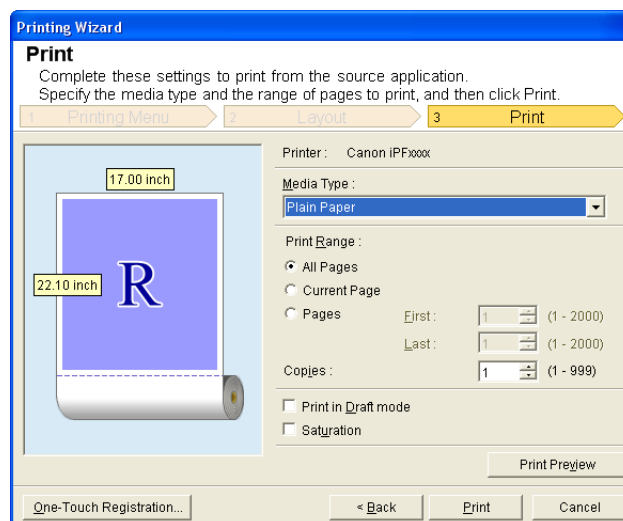 Printing Wizard
Print
Complete these settings to print from the source application.
Specify the media type and the range of pages to print, and then click Print.
1 Printing Menu 2 Layout 3 Print
Printer : Canon iPFxxxx
17.00 inch
Media Type :
Plain Paper
Print Range :
All Pages
22.10 inch
R
Current Page
Pages First : 1 (1 - 2000)
Last : 1 (1 - 2000)
Copies : 1 (1 - 999)
Print in Draft mode
Saturation
Print Preview
One-Touch Registration... < Back Print Cancel